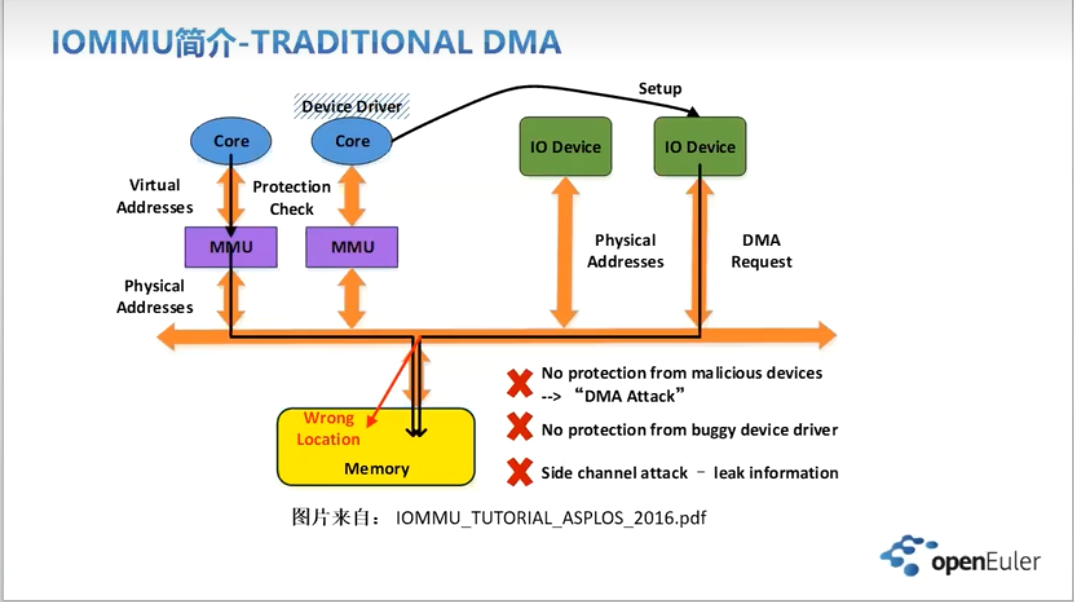 IOMMU简介-TRADITIONAL DMA
Setup
Device Driver
Core
Core
IO Device
IO Device
Virtual
Addresses
Protection
Check
MMU
MMU
Physical
Addresses
DMA
Request
Physical
Addresses
No protection from malicious devices
--> “DMA Attack”
Wrong
Location
No protection from buggy device driver
Memory
Side channel attack – leak information
图片来自： IOMMU_TUTORIAL_ASPLOS_2016.pdf
openEuler